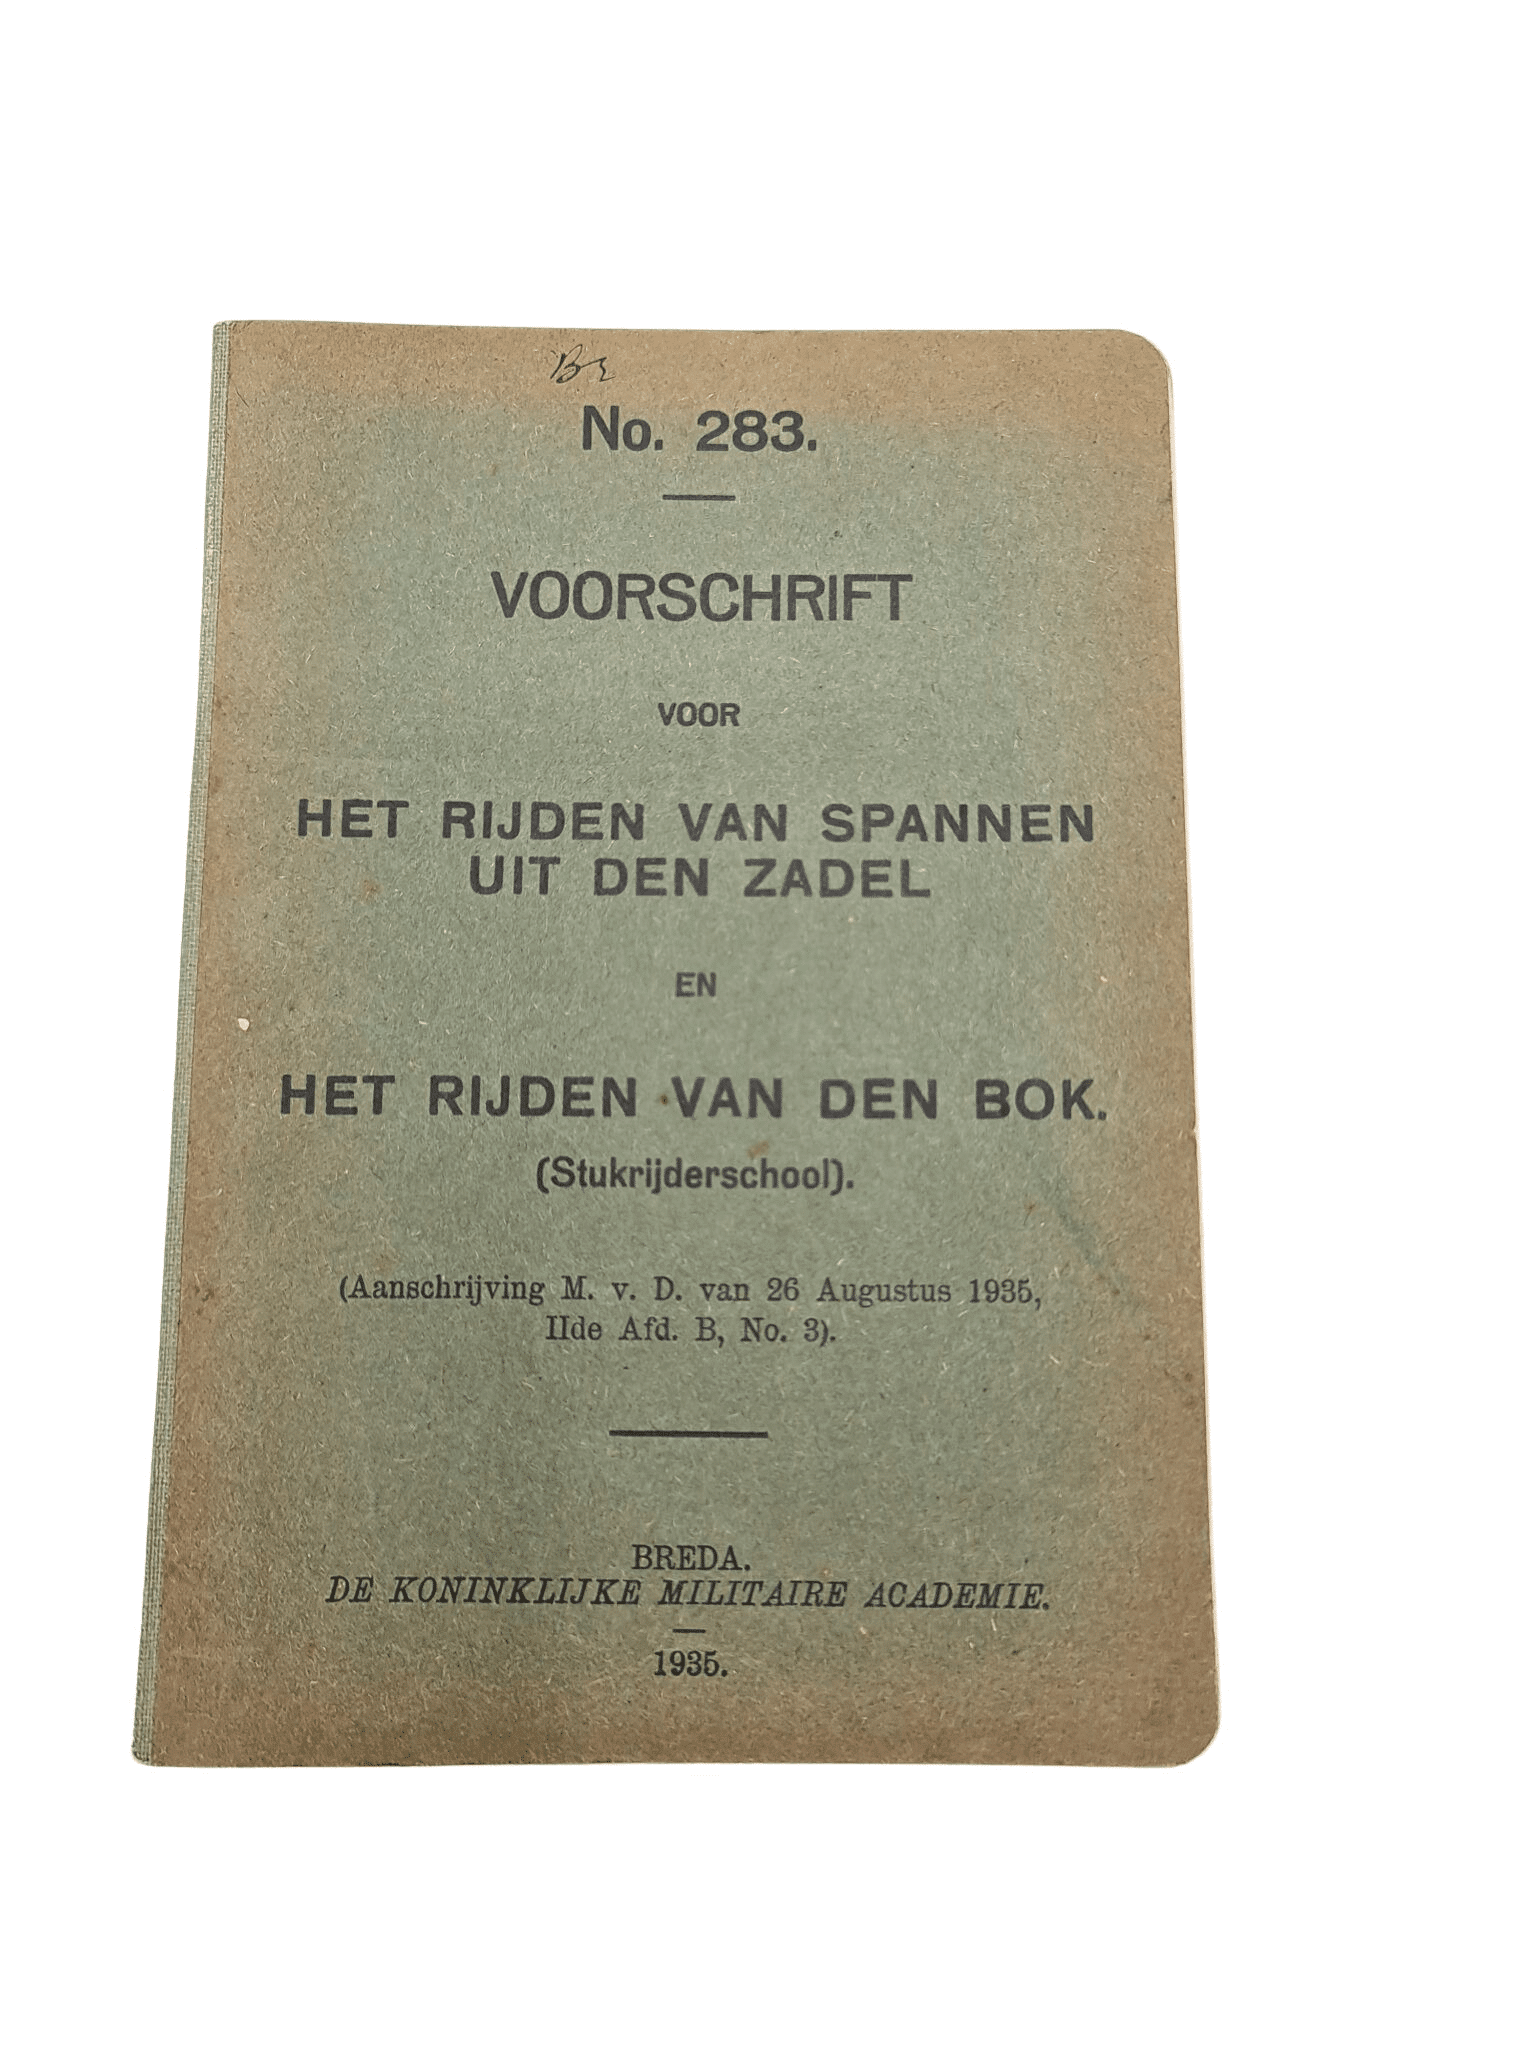 No. 283.
VOORSCHRIFT
VOOR
HET RIJDEN VAN SPANNEN
UIT DEN ZADEL
EN
HET RIJDEN VAN DEN BOK.
(Stukrijderschool).
(Aanschrijving M. v. D. van 26 Augustus 1935,
IIde Afd. B, No. 3).
BREDA.
DE KONINKLIJKE MILITAIRE ACADEMIE.
1935.